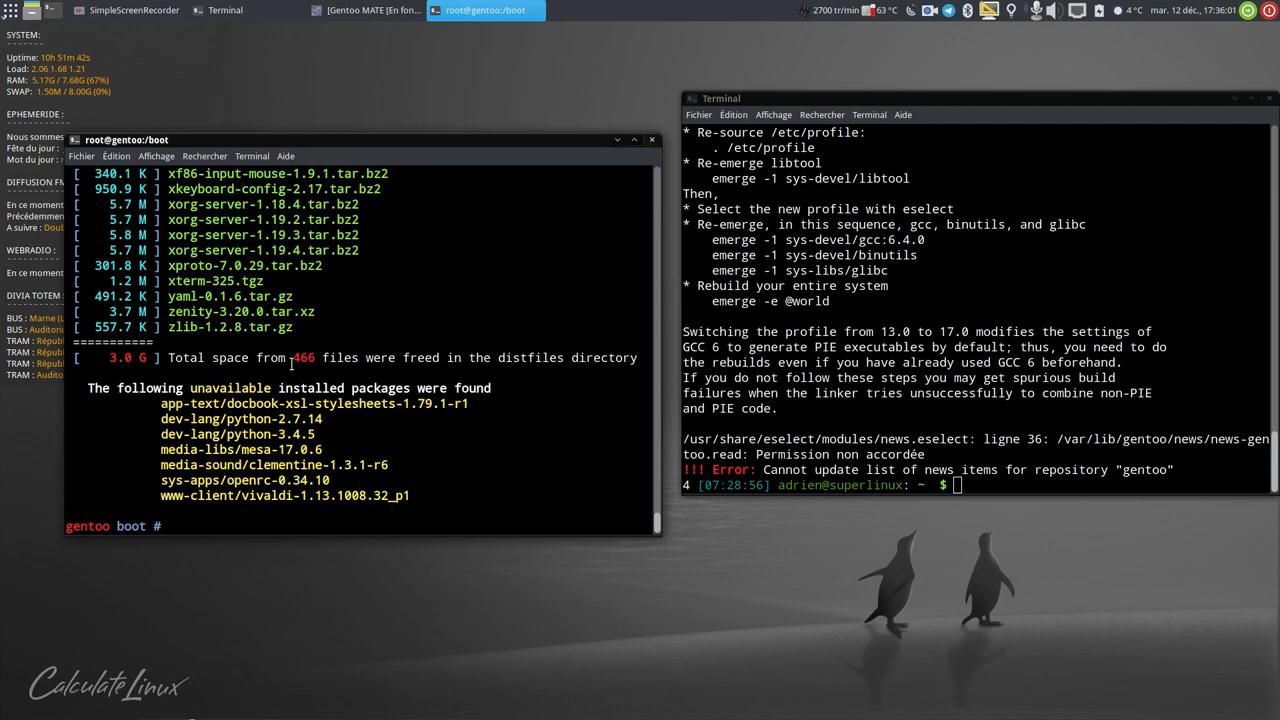 SimpleScreenRecorder
Terminal
[Gentoo MATE [En fon...
root@gentoo:/boot
2700 tr/min
63 °C
4 °C
mar. 12 déc., 17:36:01
SYSTEM:
Uptime: 10h 51m 42s
Load: 2.06 1.68 1.21
RAM: 5.17G / 7.68G (67%)
SWAP: 1.50M / 8.00G (0%)
EPHEMERIDE :
Nous sommes
Fête du jour :
Mot du jour :
DIFFUSION FM
En ce moment
Précédemmen
A suivre : Doub
WEBRADIO :
En ce moment
DIVIA TOTEM :
BUS : Marne (L
BUS : Auditoriu
TRAM : Républ
TRAM : Républ
TRAM : Républ
TRAM : Audito
root@gentoo:/boot
Fichier Édition Affichage Rechercher Terminal Aide
[ 340.1 K ] xf86-input-mouse-1.9.1.tar.bz2
[ 950.9 K ] xkeyboard-config-2.17.tar.bz2
[ 5.7 M ] xorg-server-1.18.4.tar.bz2
[ 5.7 M ] xorg-server-1.19.2.tar.bz2
[ 5.8 M ] xorg-server-1.19.3.tar.bz2
[ 5.7 M ] xorg-server-1.19.4.tar.bz2
[ 301.8 K ] xproto-7.0.29.tar.bz2
[ 1.2 M ] xterm-325.tgz
[ 491.2 K ] yaml-0.1.6.tar.gz
[ 3.7 M ] zenity-3.20.0.tar.xz
[ 557.7 K ] zlib-1.2.8.tar.gz
===========
[ 3.0 G ] Total space from 466 files were freed in the distfiles directory
The following unavailable installed packages were found
app-text/docbook-xsl-stylesheets-1.79.1-r1
dev-lang/python-2.7.14
dev-lang/python-3.4.5
media-libs/mesa-17.0.6
media-sound/clementine-1.3.1-r6
sys-apps/openrc-0.34.10
www-client/vivaldi-1.13.1008.32_p1
gentoo boot #
Terminal
Fichier Édition Affichage Rechercher Terminal Aide
* Re-source /etc/profile:
. /etc/profile
* Re-emerge libtool
emerge -1 sys-devel/libtool
Then,
* Select the new profile with eselect
* Re-emerge, in this sequence, gcc, binutils, and glibc
emerge -1 sys-devel/gcc:6.4.0
emerge -1 sys-devel/binutils
emerge -1 sys-libs/glibc
* Rebuild your entire system
emerge -e @world
Switching the profile from 13.0 to 17.0 modifies the settings of
GCC 6 to generate PIE executables by default; thus, you need to do
the rebuilds even if you have already used GCC 6 beforehand.
If you do not follow these steps you may get spurious build
failures when the linker tries unsuccessfully to combine non-PIE
and PIE code.
/usr/share/eselect/modules/news.eselect: ligne 36: /var/lib/gentoo/news/news-gen
too.read: Permission non accordée
!!! Error: Cannot update list of news items for repository "gentoo"
4 [07:28:56] adrien@superlinux: ~ $
Calculate Linux